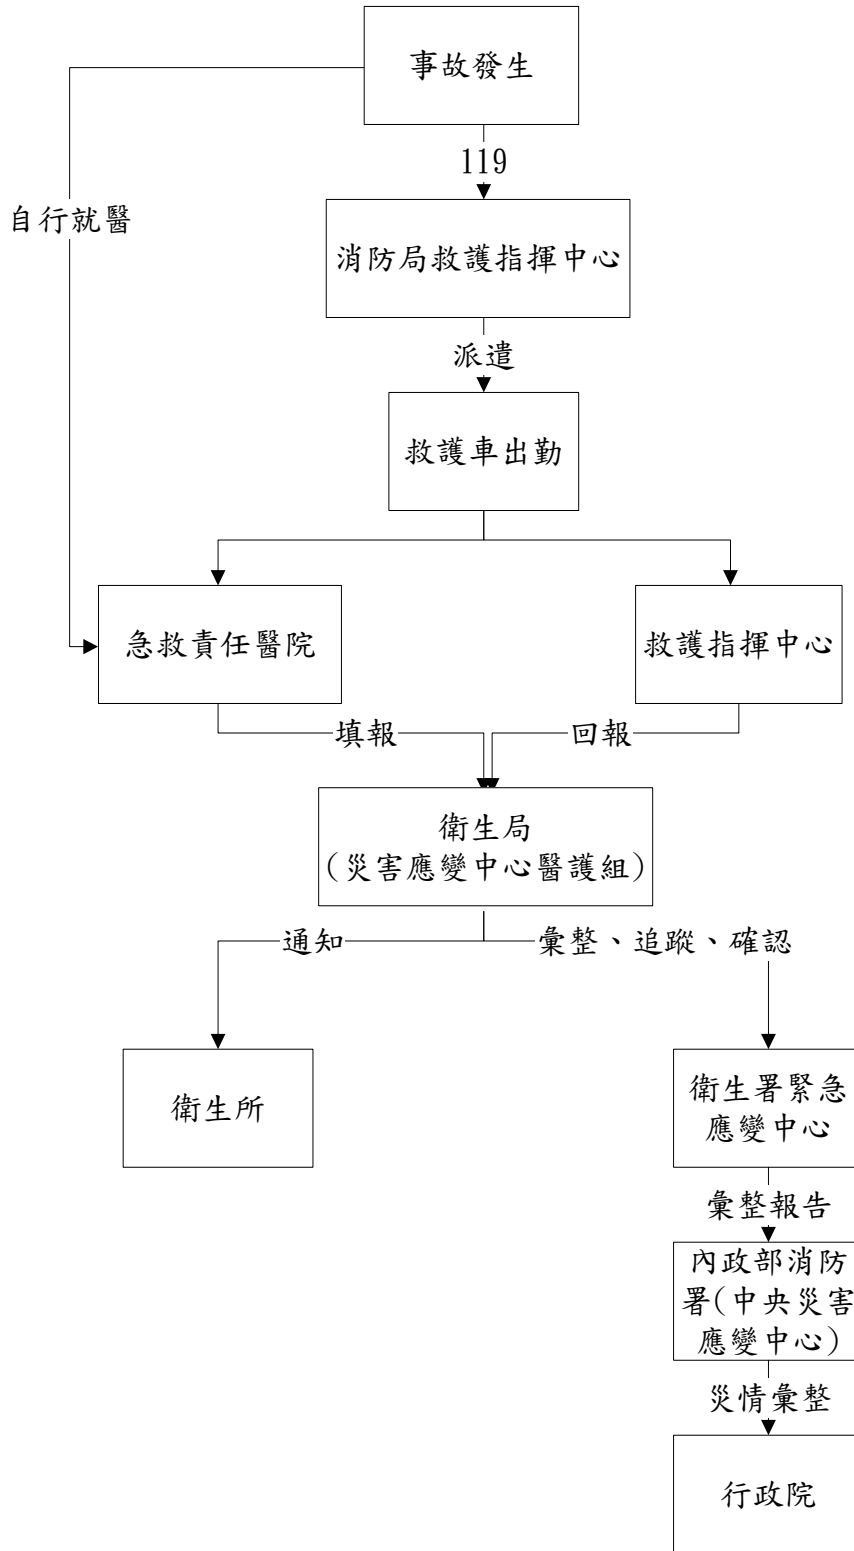 事故發生
119
自行就醫
消防局救護指揮中心
派遣
救護車出勤
急救責任醫院
救護指揮中心
填報
回報
衛生局
(災害應變中心醫護組)
通知
彙整、追蹤、確認
衛生所
衛生署緊急
應變中心
彙整報告
內政部消防
署(中央災害
應變中心)
災情彙整
行政院